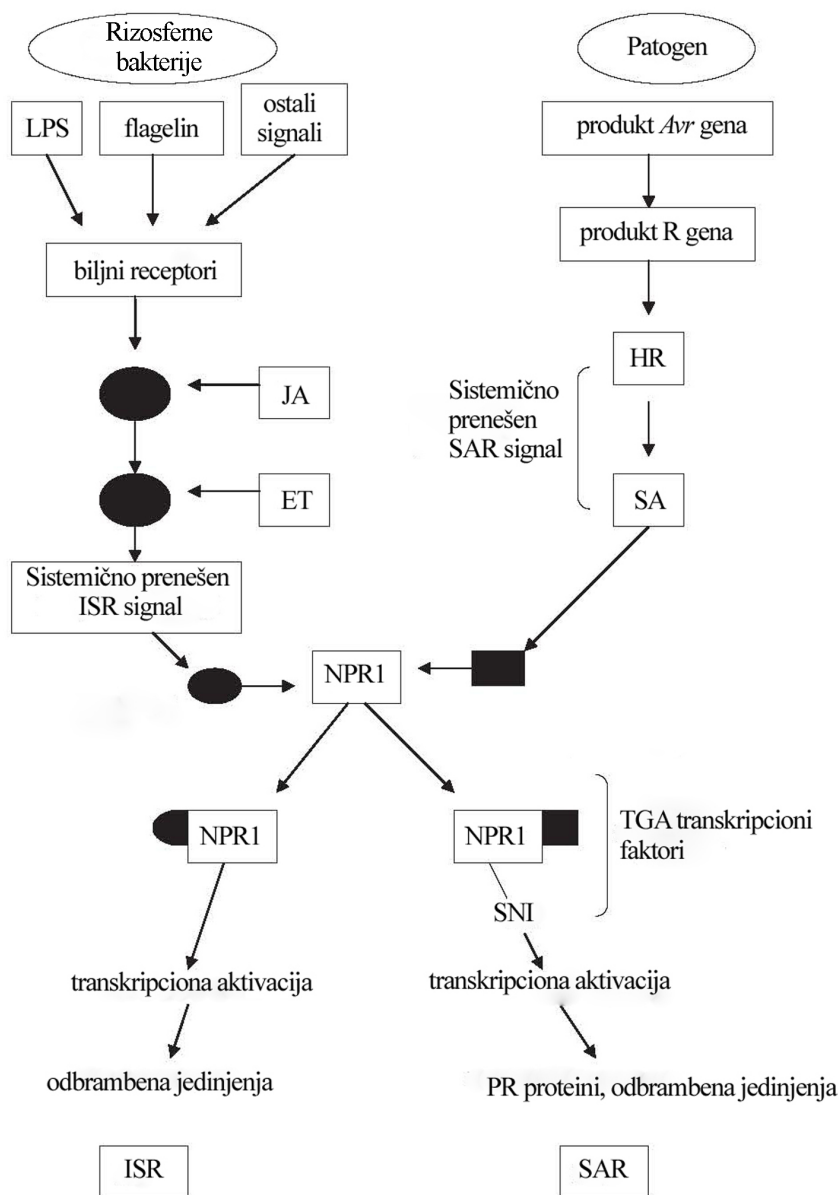 Rizosferne
bakterije
LPS
flagelin
ostali
signali
biljni receptori
JA
ET
Sistemično prenešen
ISR signal
Patogen
produkt Avr gena
produkt R gena
HR
Sistemično
prenešen
SAR signal
SA
NPR1
NPR1
transkripciona aktivacija
odbrambena jedinjenja
ISR
NPR1
TGA transkripcioni
faktori
SNI
transkripciona aktivacija
PR proteini, odbrambena jedinjenja
SAR